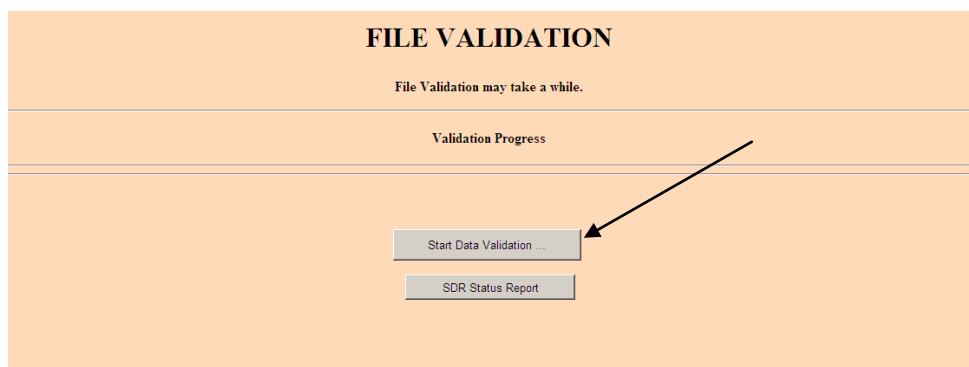 FILE VALIDATION
File Validation may take a while.
Validation Progress
Start Data Validation ...
SDR Status Report